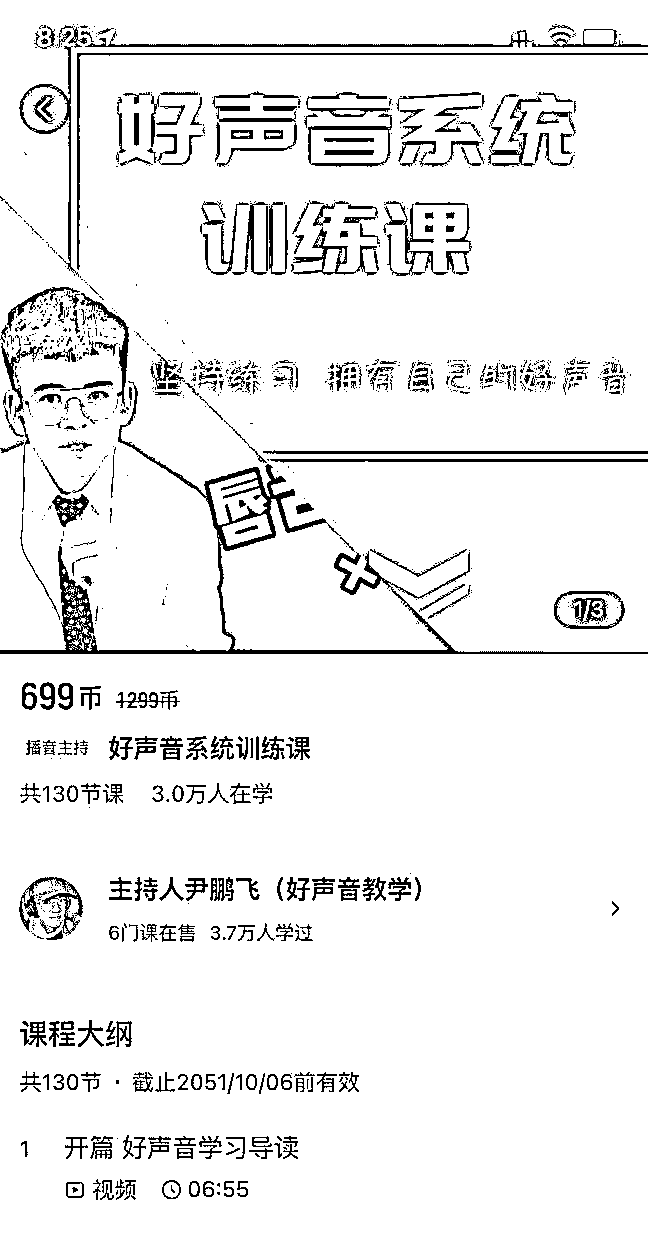 8:25
好声音系统
训练课
坚持练习 拥有自己的好声音
唇舌
1/3
699币 1299币
播音主持 好声音系统训练课
共130节课 3.0万人在学
主持人尹鹏飞（好声音教学）
6门课在售 3.7万人学过
课程大纲
共130节 · 截止2051/10/06前有效
1 开篇 好声音学习导读
视频 06:55